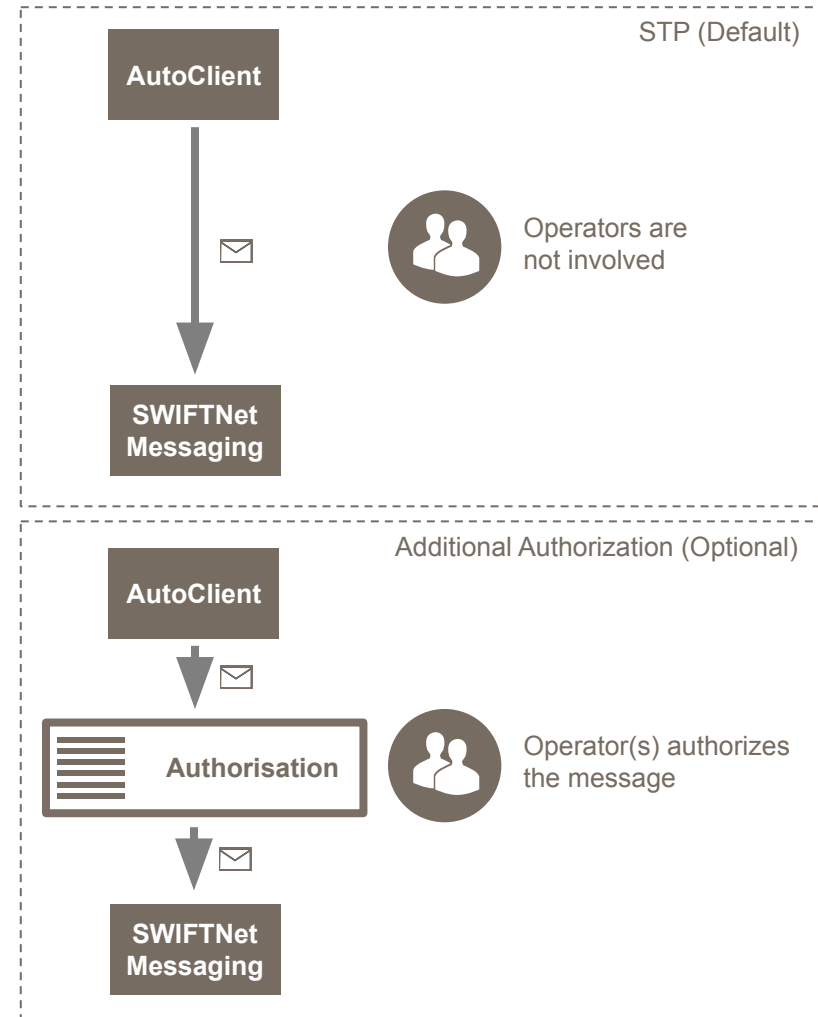 STP (Default)
AutoClient
Operators are
not involved
SWIFTNet
Messaging
Additional Authorization (Optional)
AutoClient
Authorisation
Operator(s) authorizes
the message
SWIFTNet
Messaging